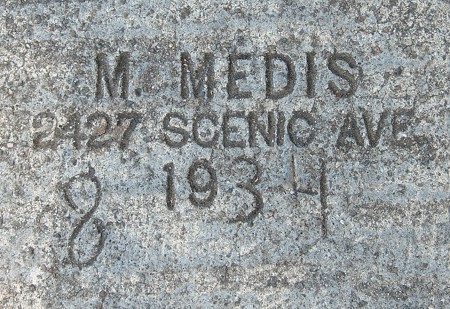 M. MEDIS
2427 SCENIC AVE.
8 1934